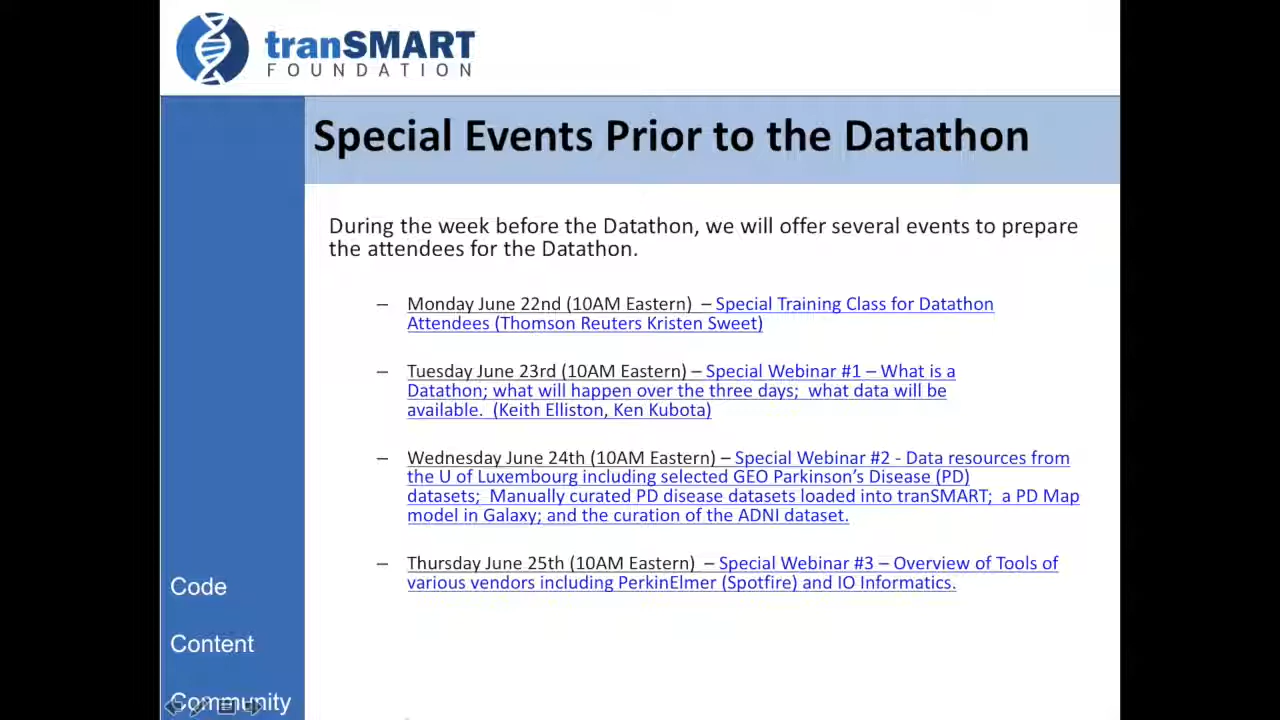 tranSMART
FOUNDATION
Special Events Prior to the Datathon
During the week before the Datathon, we will offer several events to prepare
the attendees for the Datathon.
– Monday June 22nd (10AM Eastern) – Special Training Class for Datathon
Attendees (Thomson Reuters Kristen Sweet)
– Tuesday June 23rd (10AM Eastern) – Special Webinar #1 – What is a
Datathon; what will happen over the three days; what data will be
available. (Keith Elliston, Ken Kubota)
– Wednesday June 24th (10AM Eastern) – Special Webinar #2 - Data resources from
the U of Luxembourg including selected GEO Parkinson’s Disease (PD)
datasets; Manually curated PD disease datasets loaded into tranSMART; a PD Map
model in Galaxy; and the curation of the ADNI dataset.
– Thursday June 25th (10AM Eastern) – Special Webinar #3 – Overview of Tools of
various vendors including PerkinElmer (Spotfire) and IO Informatics.
Code
Content
Community